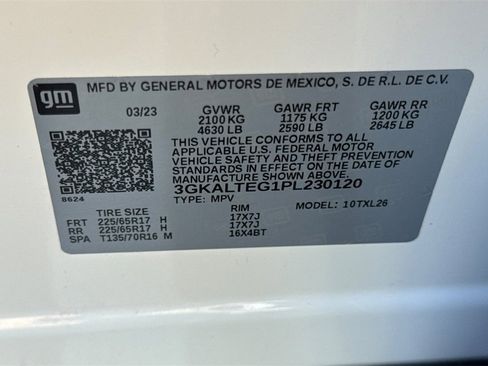 gm MFD BY GENERAL MOTORS DE MEXICO, S. DE R.L. DE C.V.
03/23 GVWR GAWR FRT GAWR RR
2100 KG 1175 KG 1200 KG
4630 LB 2590 LB 2645 LB
THIS VEHICLE CONFORMS TO ALL APPLICABLE
U.S. FEDERAL MOTOR
VEHICLE SAFETY AND THEFT PREVENTION
STANDARDS IN EFFECT ON THE DATE OF
MANUFACTURE SHOWN ABOVE.
3GKALTEG1PL230120
8624 TYPE: MPV MODEL: 10TXL26
TIRE SIZE RIM
FRT 225/65R17 H 17X7J
RR 225/65R17 H 17X7J
SPA T135/70R16 M 16X4BT